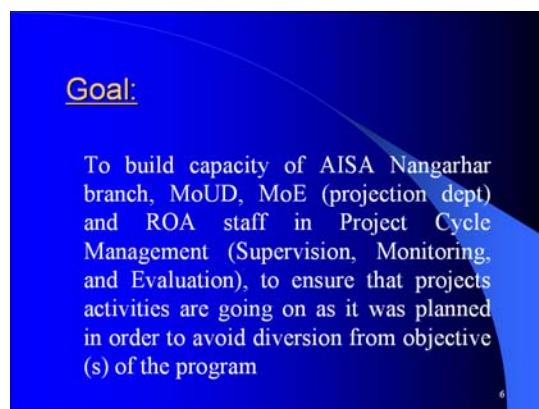 Goal:
To build capacity of AISA Nangarhar
branch, MoUD, MoE (projection dept)
and ROA staff in Project Cycle
Management (Supervision, Monitoring,
and Evaluation), to ensure that projects
activities are going on as it was planned
in order to avoid diversion from objective
(s) of the program
6